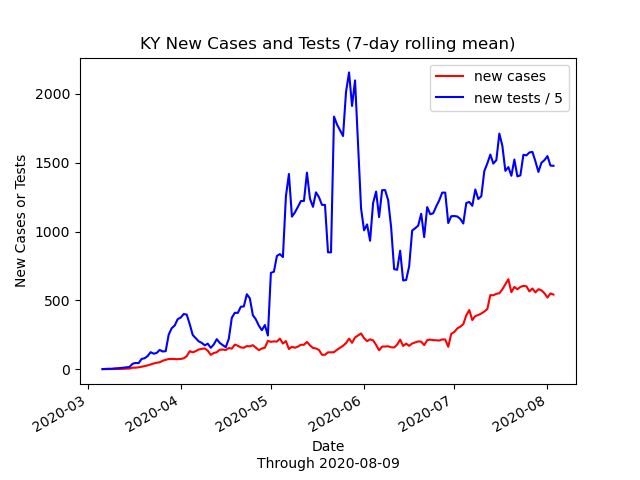 KY New Cases and Tests (7-day rolling mean)
new cases
new tests / 5
New Cases or Tests
2000
1500
1000
500
0
2020-03
2020-04
2020-05
2020-06
2020-07
2020-08
Date
Through 2020-08-09